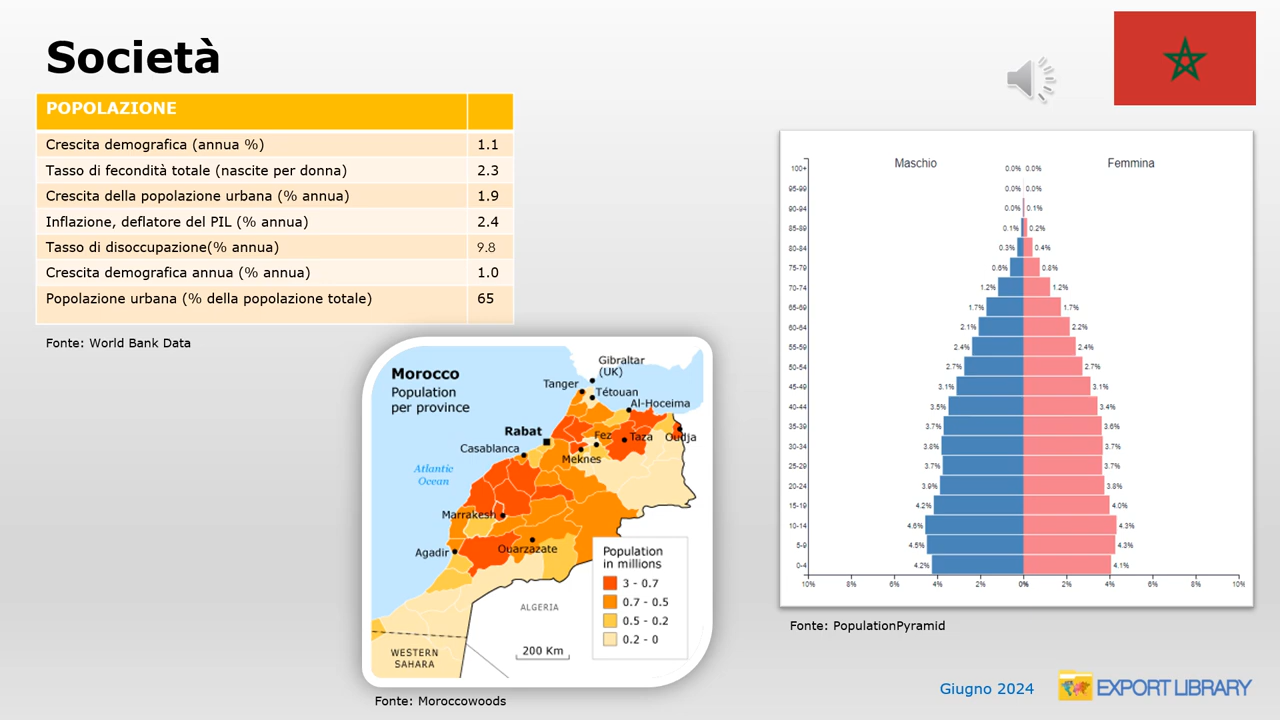 Società
POPOLAZIONE
Crescita demografica (annua %) 1.1
Tasso di fecondità totale (nascite per donna) 2.3
Crescita della popolazione urbana (% annua) 1.9
Inflazione, deflatore del PIL (% annua) 2.4
Tasso di disoccupazione(% annua) 9.8
Crescita demografica annua (% annua) 1.0
Popolazione urbana (% della popolazione totale) 65
Fonte: World Bank Data
Morocco
Population
per province
Gibraltar
(UK)
Tanger
Tétouan
Al-Hoceima
Rabat
Fez
Taza
Oudja
Casablanca
Meknes
Atlantic
Ocean
Marrakesh
Agadir
Ouarzazate
Population
in millions
3 - 0.7
0.7 - 0.5
0.5 - 0.2
0.2 - 0
ALGERIA
200 Km
WESTERN
SAHARA
Fonte: Moroccowoods
Maschio Femmina
100+ 0.0% 0.0%
95-99 0.0% 0.0%
90-94 0.0% 0.1%
85-89 0.1% 0.2%
80-84 0.3% 0.4%
75-79 0.6% 0.8%
70-74 1.2% 1.2%
65-69 1.7% 1.7%
60-64 2.1% 2.2%
55-59 2.4% 2.4%
50-54 2.7% 2.7%
45-49 3.1% 3.1%
40-44 3.5% 3.4%
35-39 3.7% 3.6%
30-34 3.8% 3.7%
25-29 3.7% 3.7%
20-24 3.9% 3.8%
15-19 4.2% 4.0%
10-14 4.6% 4.3%
5-9 4.5% 4.3%
0-4 4.2% 4.1%
10% 8% 6% 4% 2% 0% 2% 4% 6% 8% 10%
Fonte: PopulationPyramid
Giugno 2024
EXPORT LIBRARY